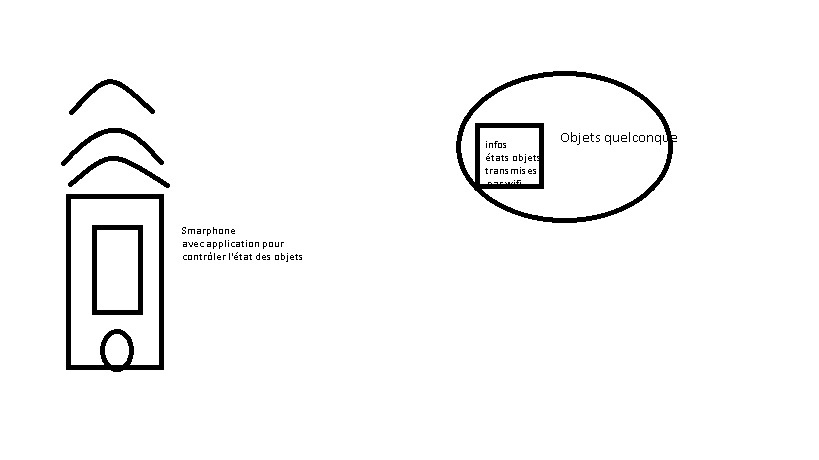 Objets quelconque
infos
états objets
transmises
par wifi
Smarphone
avec application pour
contrôler l'état des objets